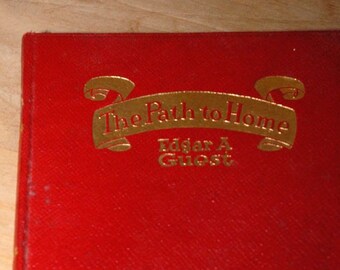 The Path to Home
Edgar A
Guest